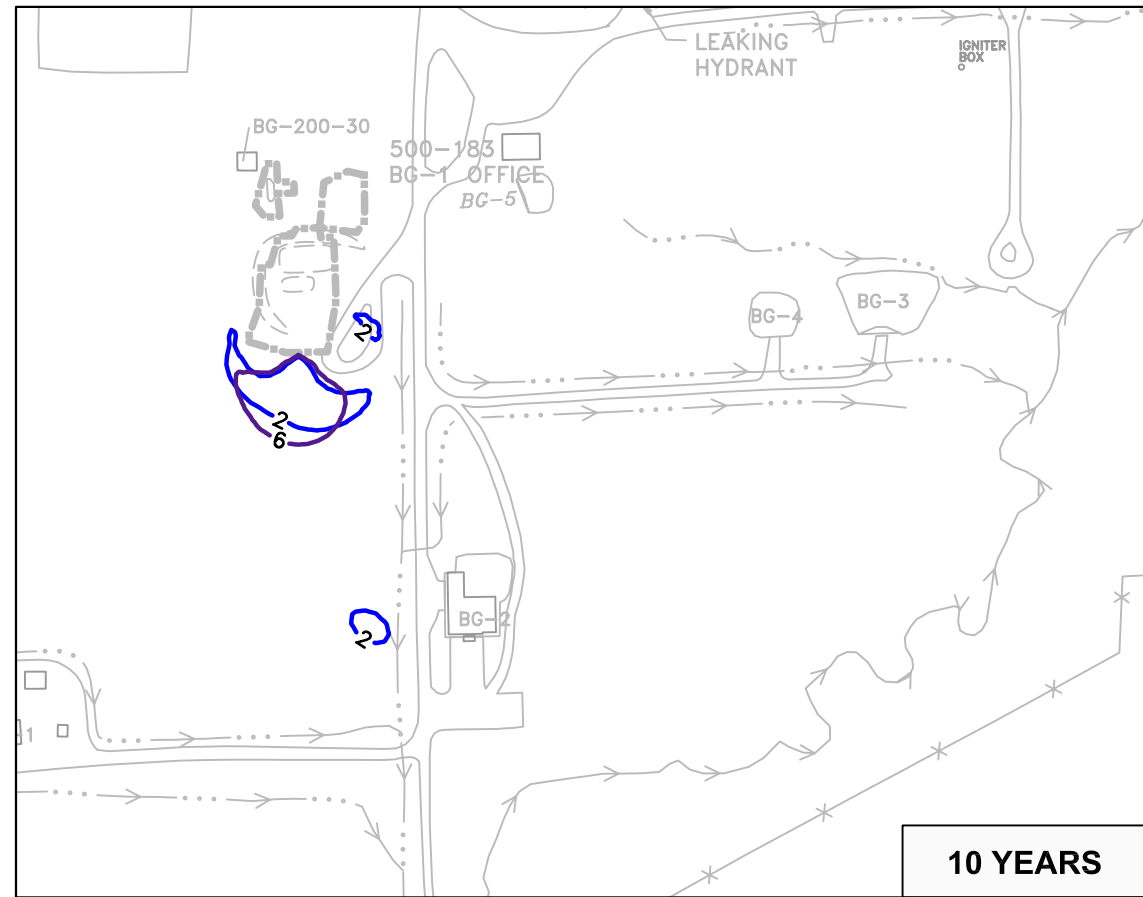 LEAKING
HYDRANT
IGNITER
BOX
BG-200-30
500-183
BG-1 OFFICE
BG-5
BG-4
BG-3
2
2
6
BG-2
2
1
10 YEARS